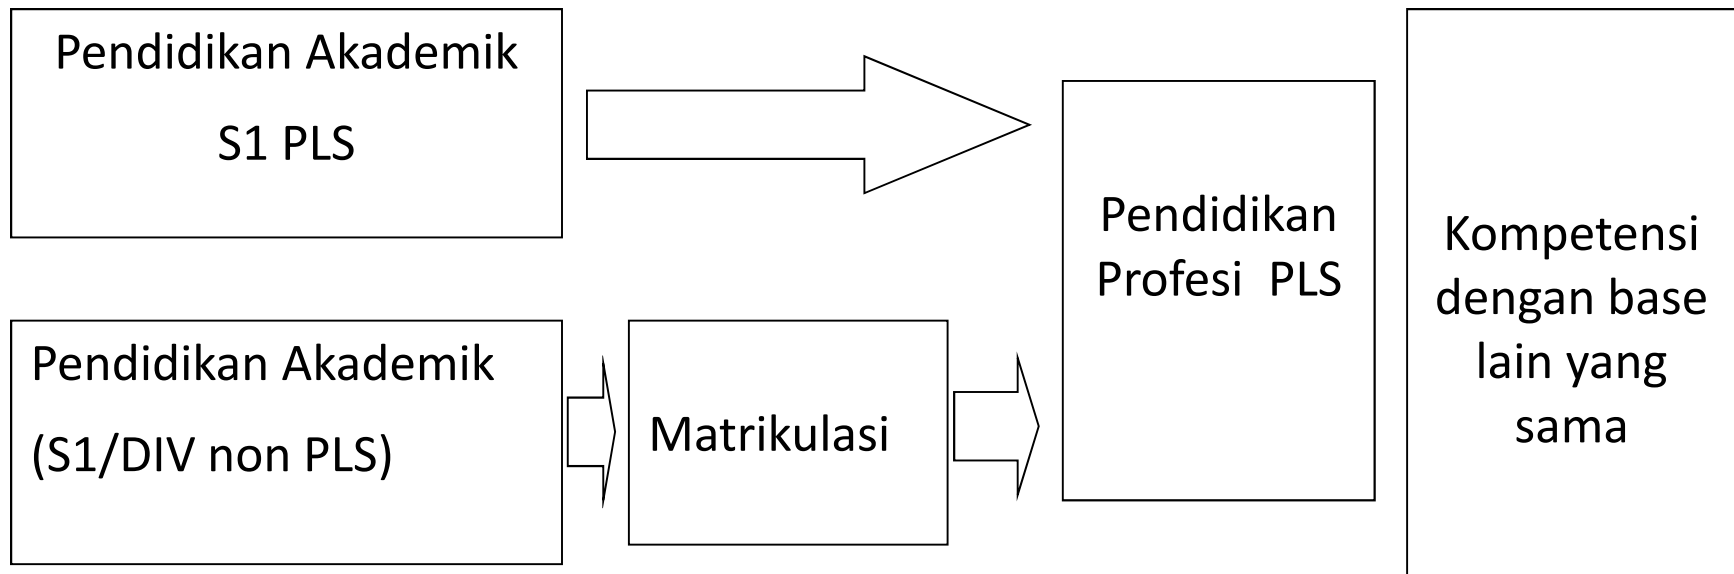 Pendidikan Akademik
S1 PLS
Pendidikan Akademik
(S1/DIV non PLS)
Matrikulasi
Pendidikan
Profesi  PLS
Kompetensi
dengan base
lain yang
sama